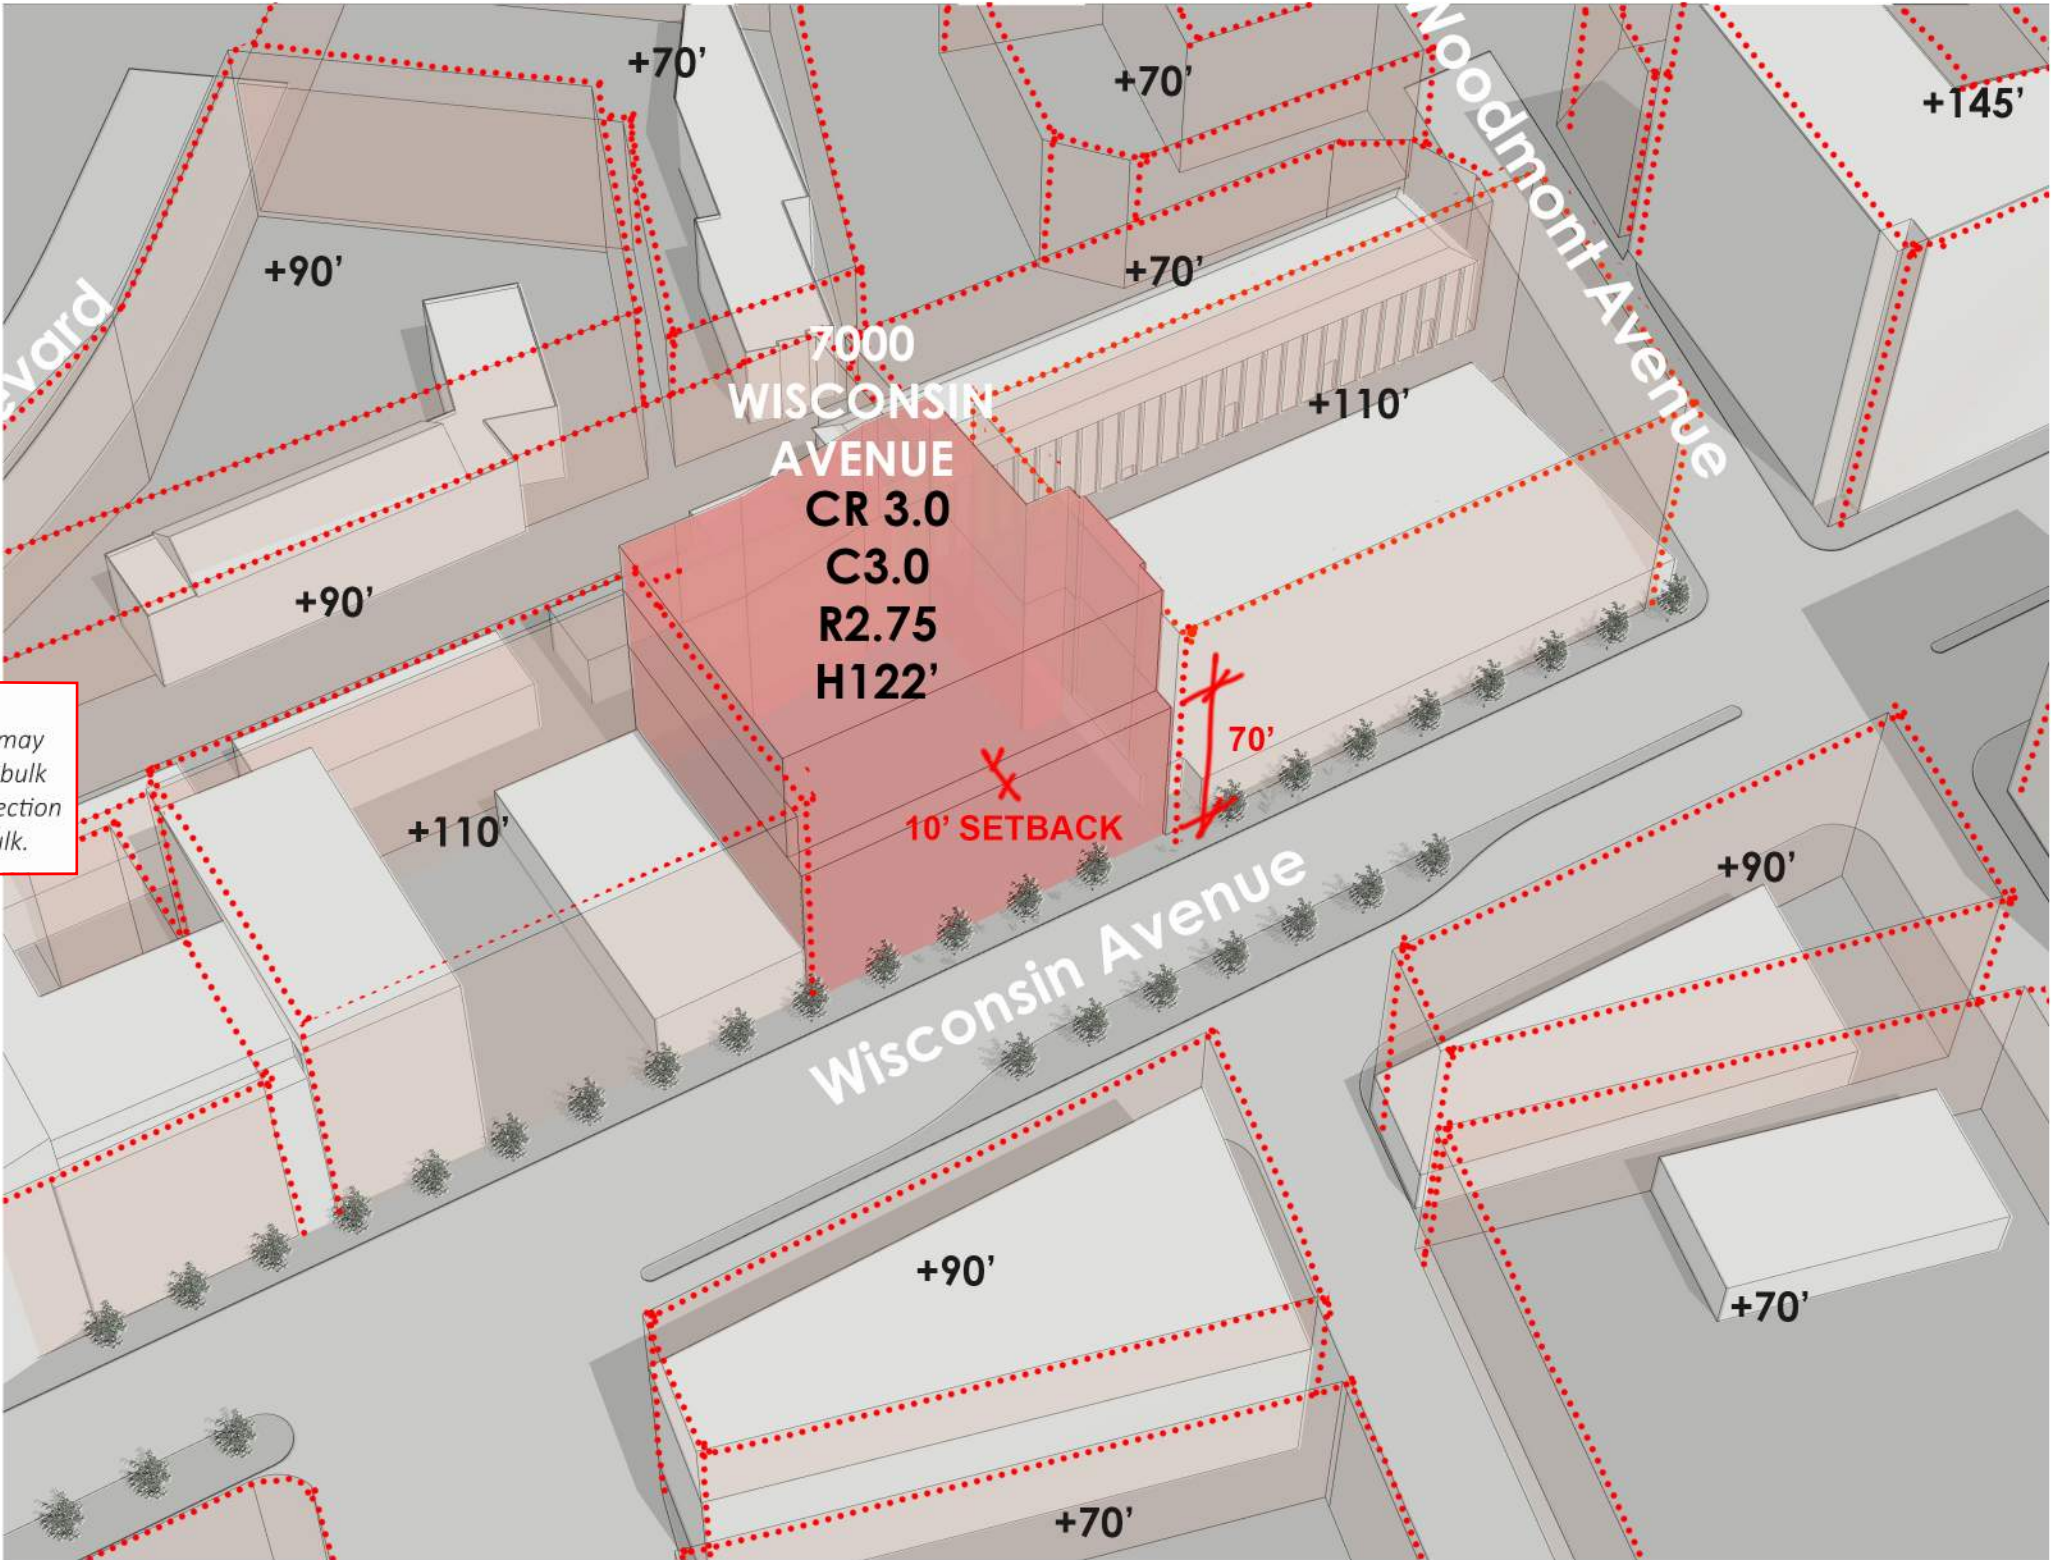 +70'
+70'
Woodmont Avenue
+145'
+90'
+70'
evard
7000
WISCONSIN
AVENUE
CR 3.0
C3.0
R2.75
H122'
+110'
+90'
may
bulk
ection
lk.
70'
10' SETBACK
+110'
+90'
Wisconsin Avenue
+90'
+70'
+70'